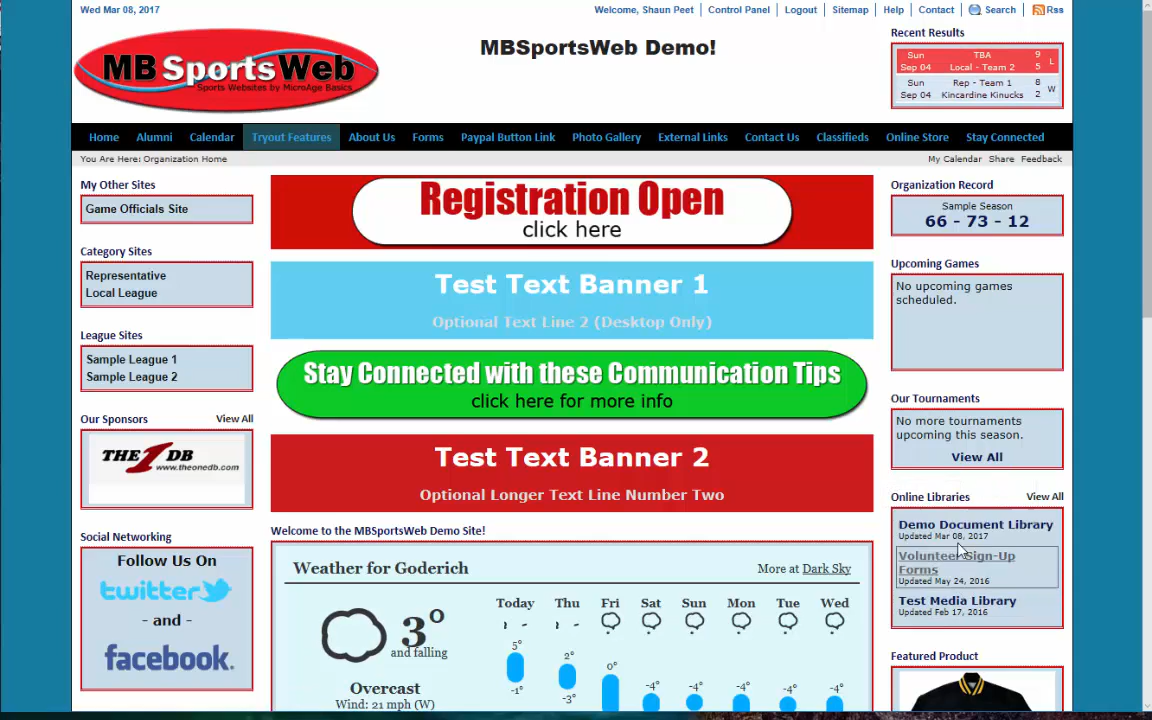 Wed Mar 08, 2017
Welcome, Shaun Peet
Control Panel
Logout
Sitemap
Help
Contact
Search
Rss
MB SportsWeb
Sports Websites by MicroAge Basics
MBSportsWeb Demo!
Recent Results
Sun TBA 9
Sep 04 Local - Team 2 5
L
Sun Rep - Team 1 8
Sep 04 Kincardine Kinucks 2
W
Home
Alumni
Calendar
Tryout Features
About Us
Forms
Paypal Button Link
Photo Gallery
External Links
Contact Us
Classifieds
Online Store
Stay Connected
You Are Here: Organization Home
My Calendar
Share
Feedback
My Other Sites
Game Officials Site
Category Sites
Representative
Local League
League Sites
Sample League 1
Sample League 2
Our Sponsors
View All
THE 1 DB
www.theonedb.com
Social Networking
Follow Us On
twitter
- and -
facebook.
Registration Open
click here
Test Text Banner 1
Optional Text Line 2 (Desktop Only)
Stay Connected with these Communication Tips
click here for more info
Test Text Banner 2
Optional Longer Text Line Number Two
Welcome to the MBSportsWeb Demo Site!
Weather for Goderich
More at Dark Sky
3°
and falling
Overcast
Wind: 21 mph (W)
Today Thu Fri Sat Sun Mon Tue Wed
5° 2° 0° -4° -4° -4° -4° -4°
-1° -3°
Organization Record
Sample Season
66 - 73 - 12
Upcoming Games
No upcoming games
scheduled.
Our Tournaments
No more tournaments
upcoming this season.
View All
Online Libraries
View All
Demo Document Library
Updated Mar 08, 2017
Volunteer Sign-Up
Forms
Updated May 24, 2016
Test Media Library
Updated Feb 17, 2016
Featured Product